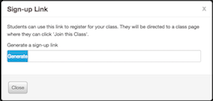 Sign-up Link
x
Students can use this link to register for your class. They will be directed to a class page
where they can click 'Join this Class'.
Generate a sign-up link
Generate
Close